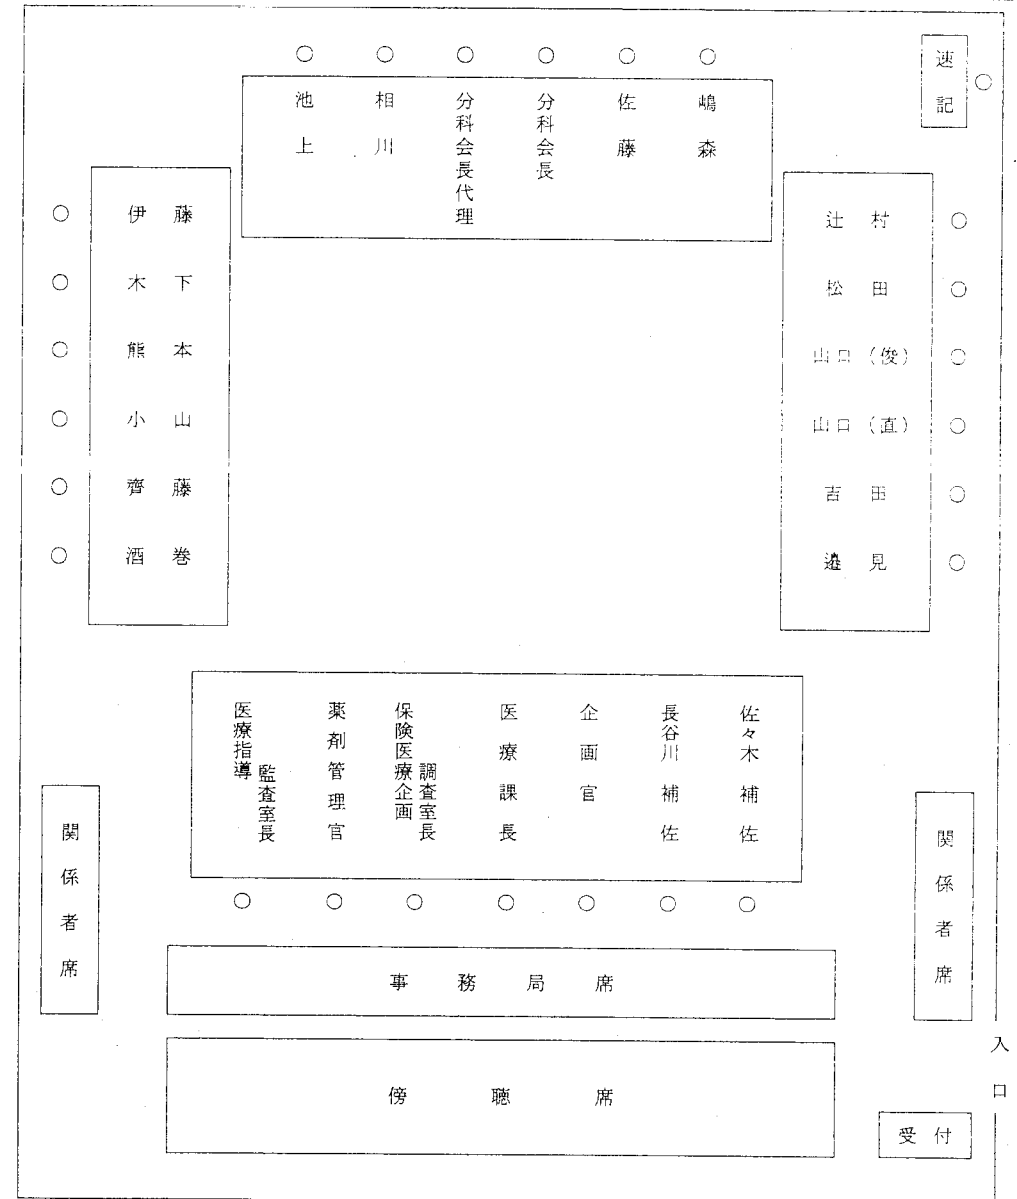 速記
池上
相川
分科会長代理
分科会長
佐藤
嶋森
伊藤
木下
熊本
小山
齊藤
酒巻
辻村
松田
山口(俊)
山口(直)
吉田
邉見
医療指導
監査室長
薬剤管理官
保険医療企画
調査室長
医療課長
企画官
長谷川補佐
佐々木補佐
関係者席
関係者席
事務局席
傍聴席
入口
受付